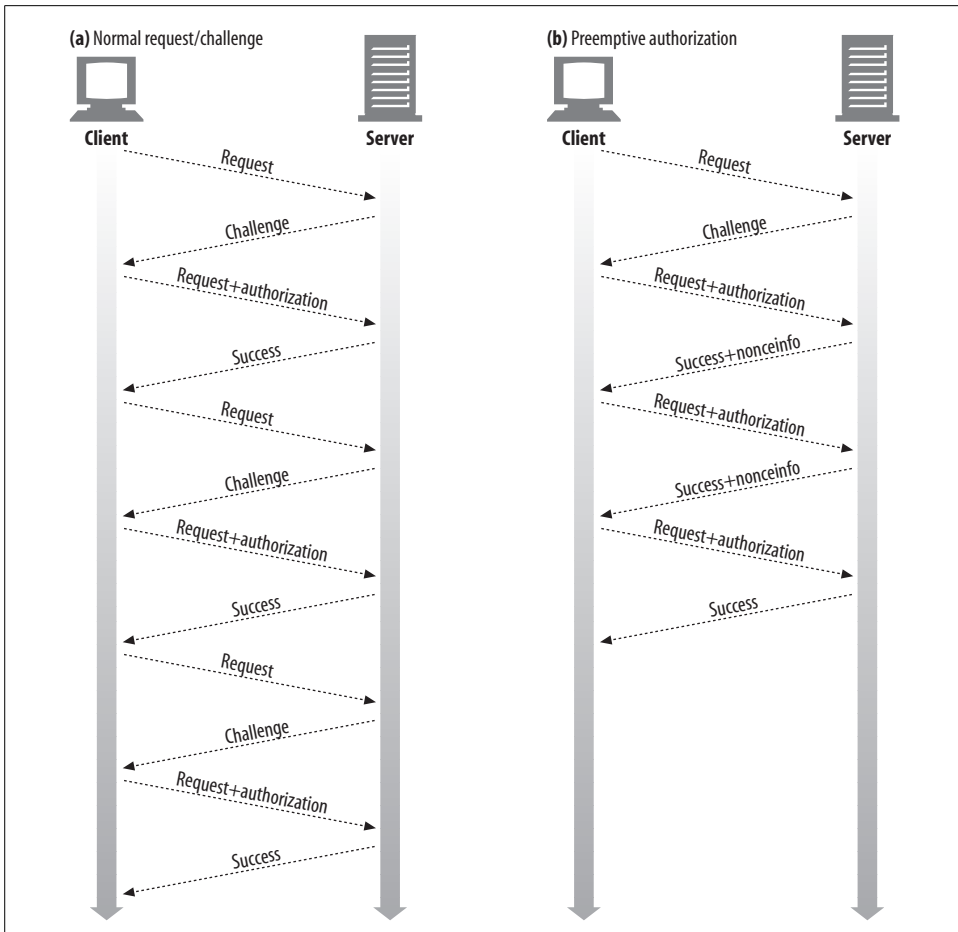 (a) Normal request/challenge
Client
Server
Request
Challenge
Request+authorization
Success
Request
Challenge
Request+authorization
Success
Request
Challenge
Request+authorization
Success
(b) Preemptive authorization
Client
Server
Request
Challenge
Request+authorization
Success+nonceinfo
Request+authorization
Success+nonceinfo
Request+authorization
Success